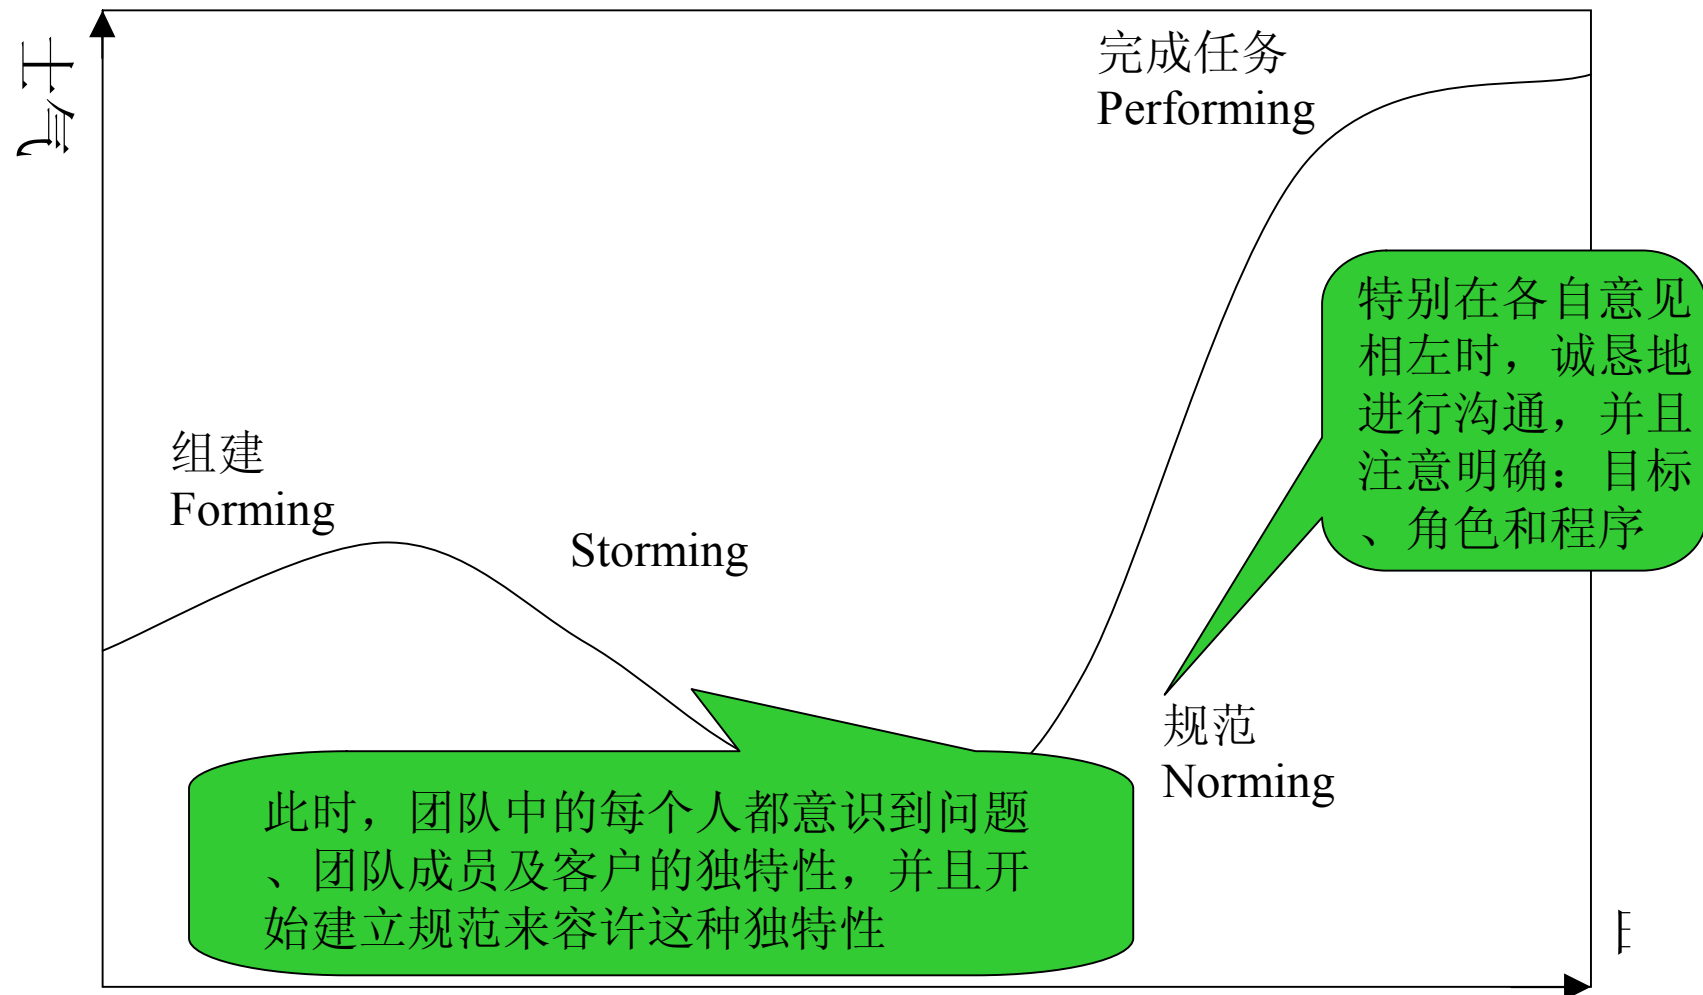 士气
完成任务
Performing
特别在各自意见
相左时，诚恳地
进行沟通，并且
注意明确：目标
、角色和程序
组建
Forming
Storming
规范
Norming
此时，团队中的每个人都意识到问题
、团队成员及客户的独特性，并且开
始建立规范来容许这种独特性